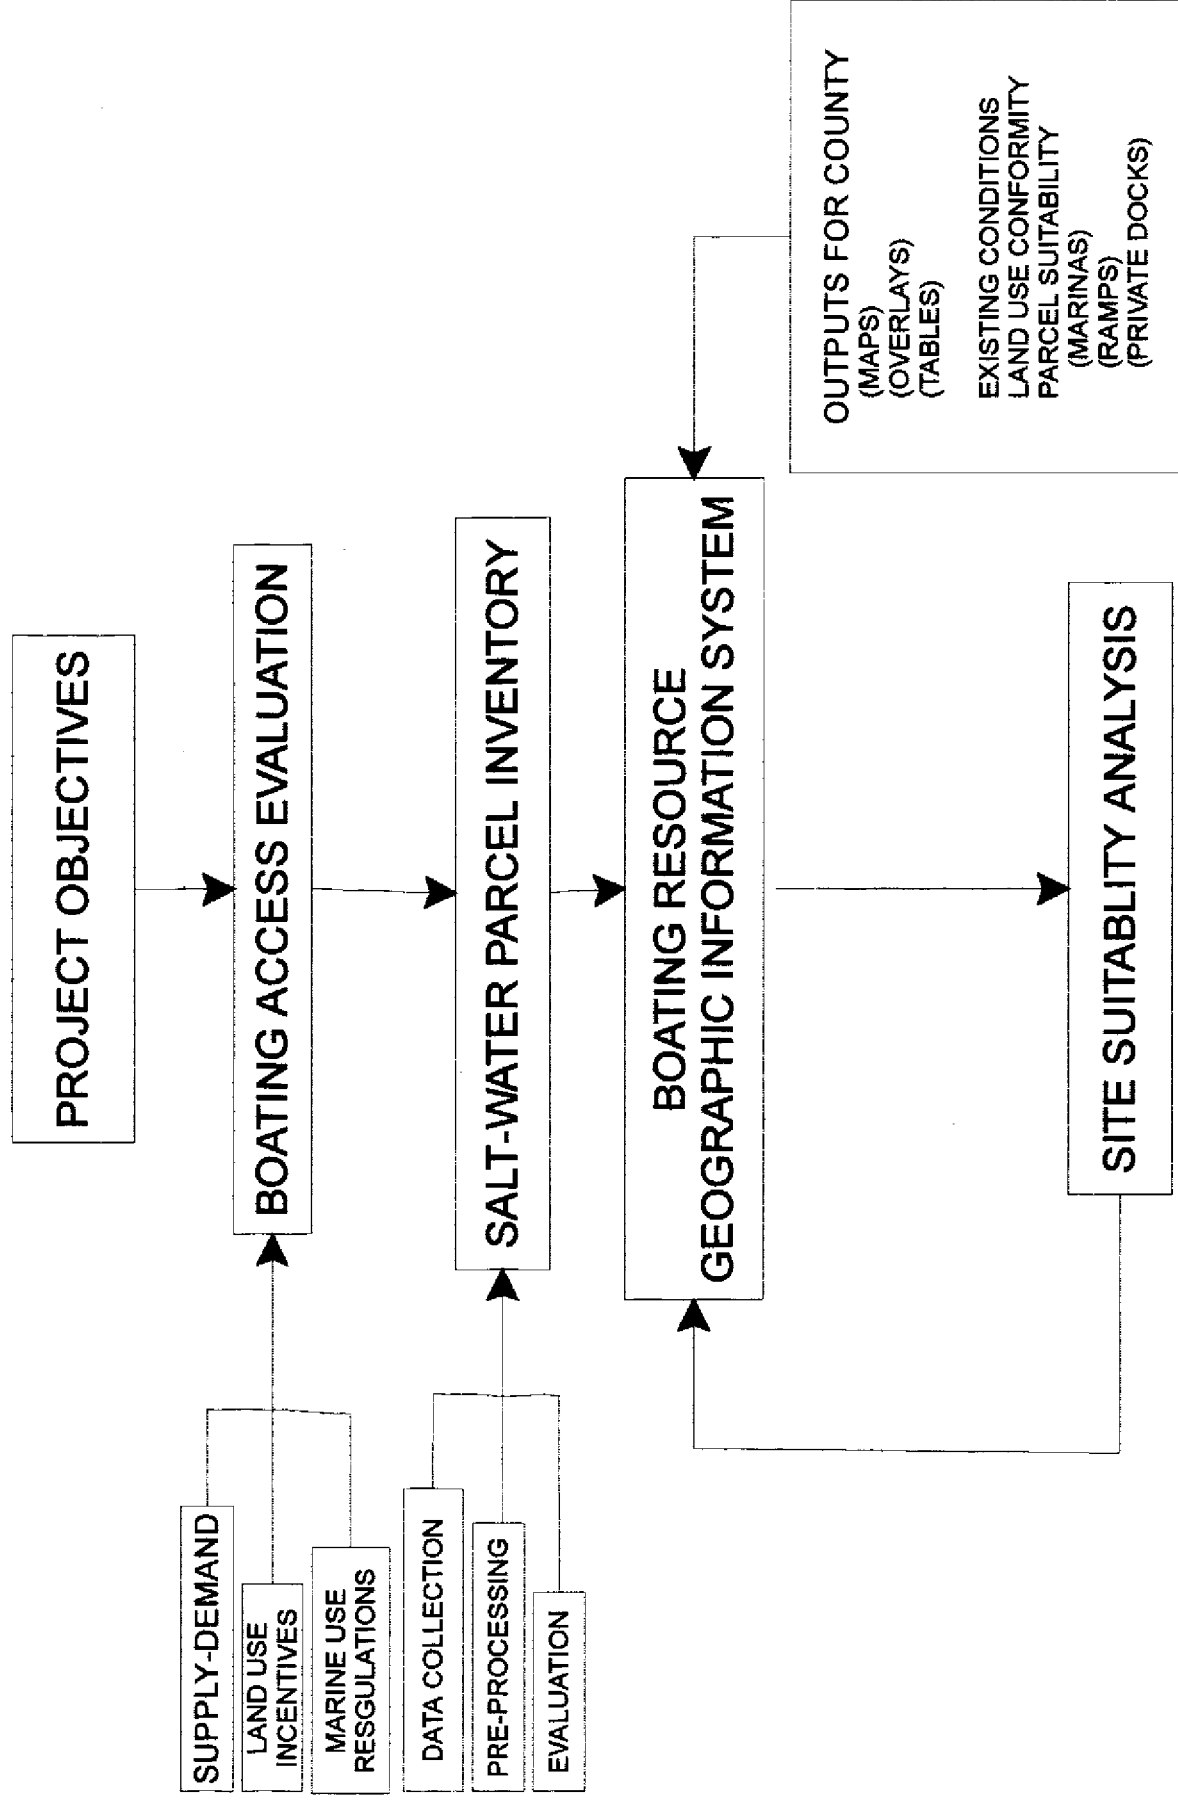 PROJECT OBJECTIVES
BOATING ACCESS EVALUATION
SUPPLY-DEMAND
LAND USE
INCENTIVES
MARINE USE
RESGULATIONS
SALT-WATER PARCEL INVENTORY
DATA COLLECTION
PRE-PROCESSING
EVALUATION
BOATING RESOURCE
GEOGRAPHIC INFORMATION SYSTEM
OUTPUTS FOR COUNTY
(MAPS)
(OVERLAYS)
(TABLES)
EXISTING CONDITIONS
LAND USE CONFORMITY
PARCEL SUITABILITY
(MARINAS)
(RAMPS)
(PRIVATE DOCKS)
SITE SUITABLITY ANALYSIS